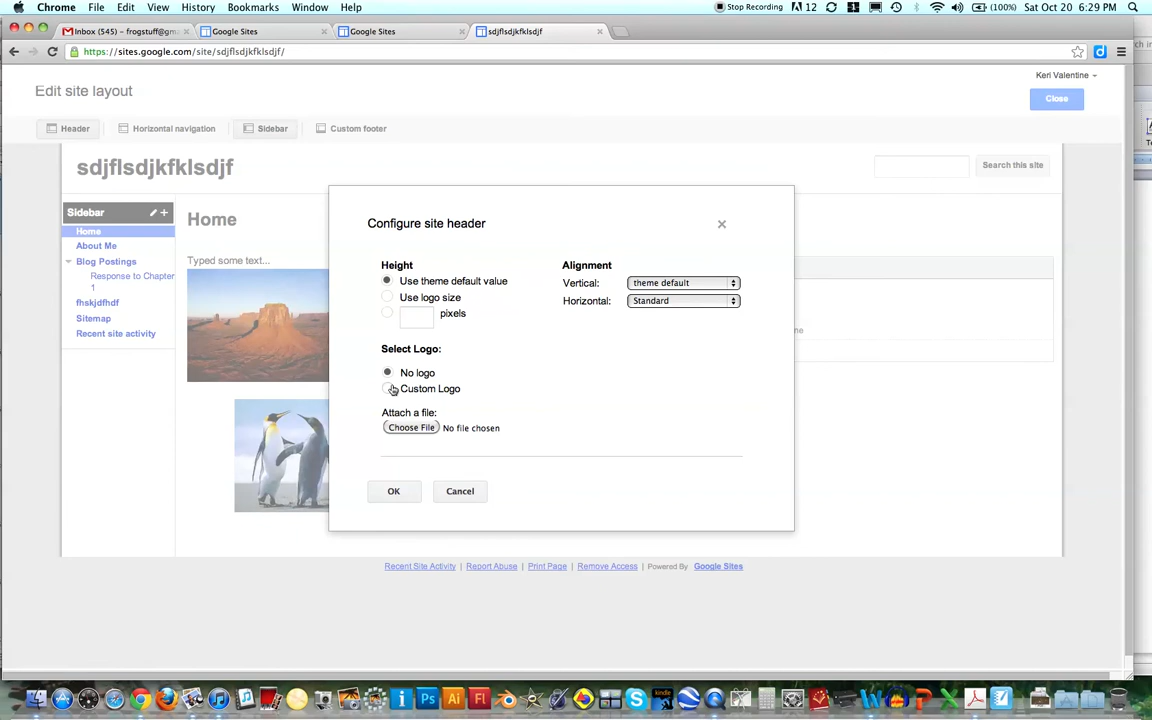 Chrome File Edit View History Bookmarks Window Help Stop Recording 12 (100%) Sat Oct 20 6:29 PM
Inbox (545) – frogstuff@gm Google Sites Google Sites sdjflsdjkfklsdjf
https://sites.google.com/site/sdjflsdjkfklsdjf/
Keri Valentine
Edit site layout
Close
Header Horizontal navigation Sidebar Custom footer
sdjflsdjkfklsdjf
Search this site
Sidebar
Home
Home
About Me
Blog Postings
Response to Chapter
1
fhskjdfhdf
Sitemap
Recent site activity
Typed some text...
Configure site header
Height
Use theme default value
Use logo size
pixels
Alignment
Vertical: theme default
Horizontal: Standard
Select Logo:
No logo
Custom Logo
Attach a file:
Choose File No file chosen
OK Cancel
Recent Site Activity | Report Abuse | Print Page | Remove Access | Powered By Google Sites